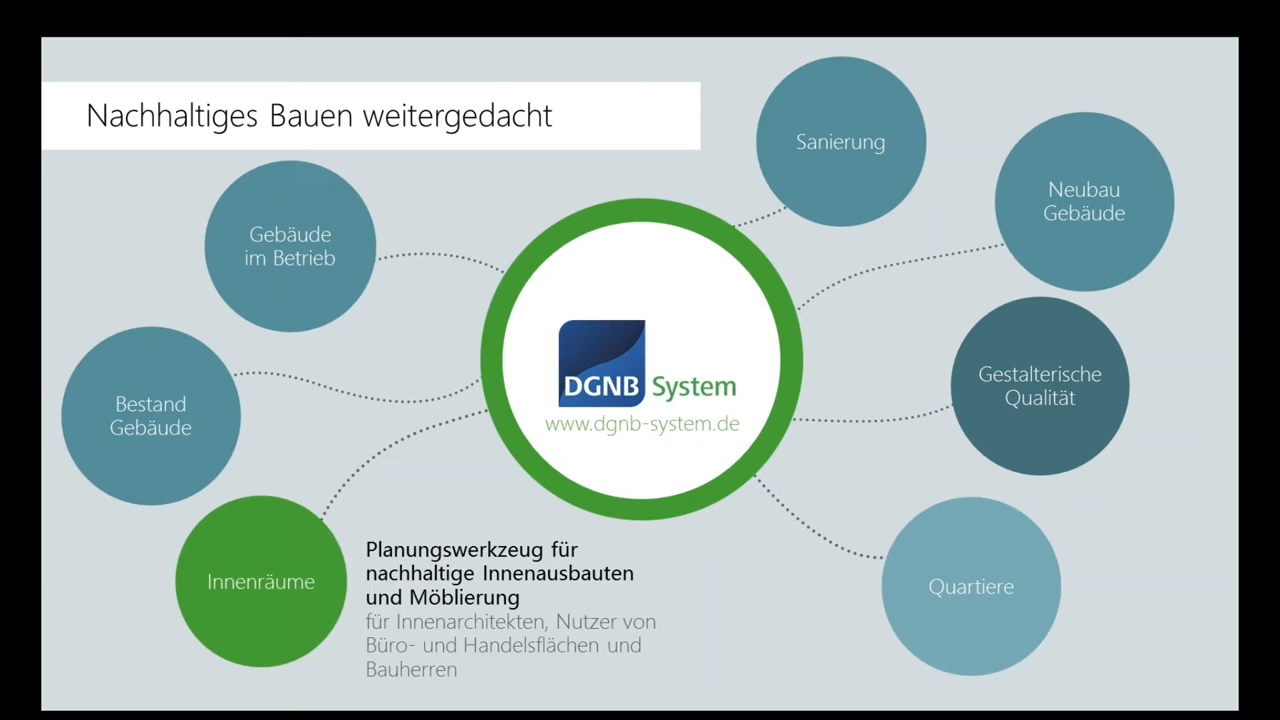 Nachhaltiges Bauen weitergedacht
Sanierung
Neubau
Gebäude
Gebäude
im Betrieb
DGNB System
www.dgnb-system.de
Gestalterische
Qualität
Bestand
Gebäude
Innenräume
Planungswerkzeug für
nachhaltige Innenausbauten
und Möblierung
für Innenarchitekten, Nutzer von
Büro- und Handelsflächen und
Bauherren
Quartiere